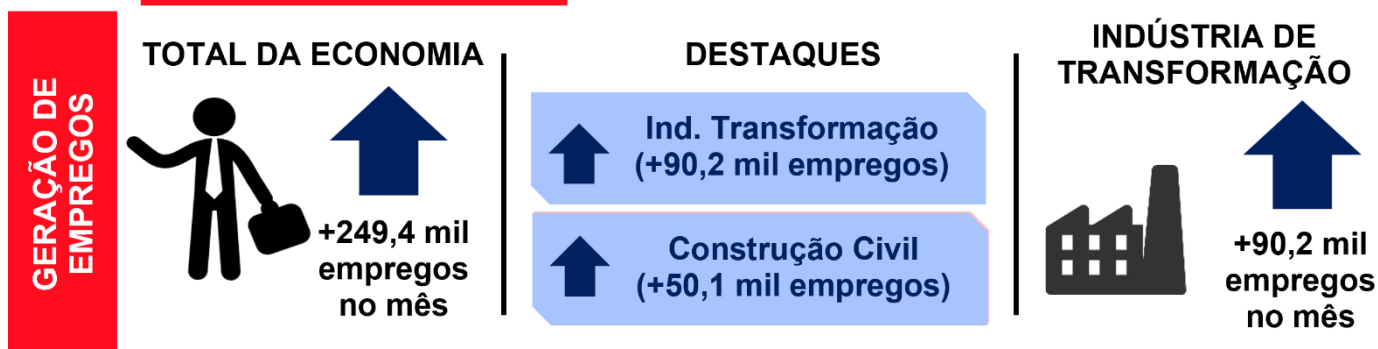 GERAÇÃO DE
EMPREGOS
TOTAL DA ECONOMIA
+249,4 mil
empregos
no mês
DESTAQUES
Ind. Transformação
(+90,2 mil empregos)
Construção Civil
(+50,1 mil empregos)
INDÚSTRIA DE
TRANSFORMAÇÃO
+90,2 mil
empregos
no mês